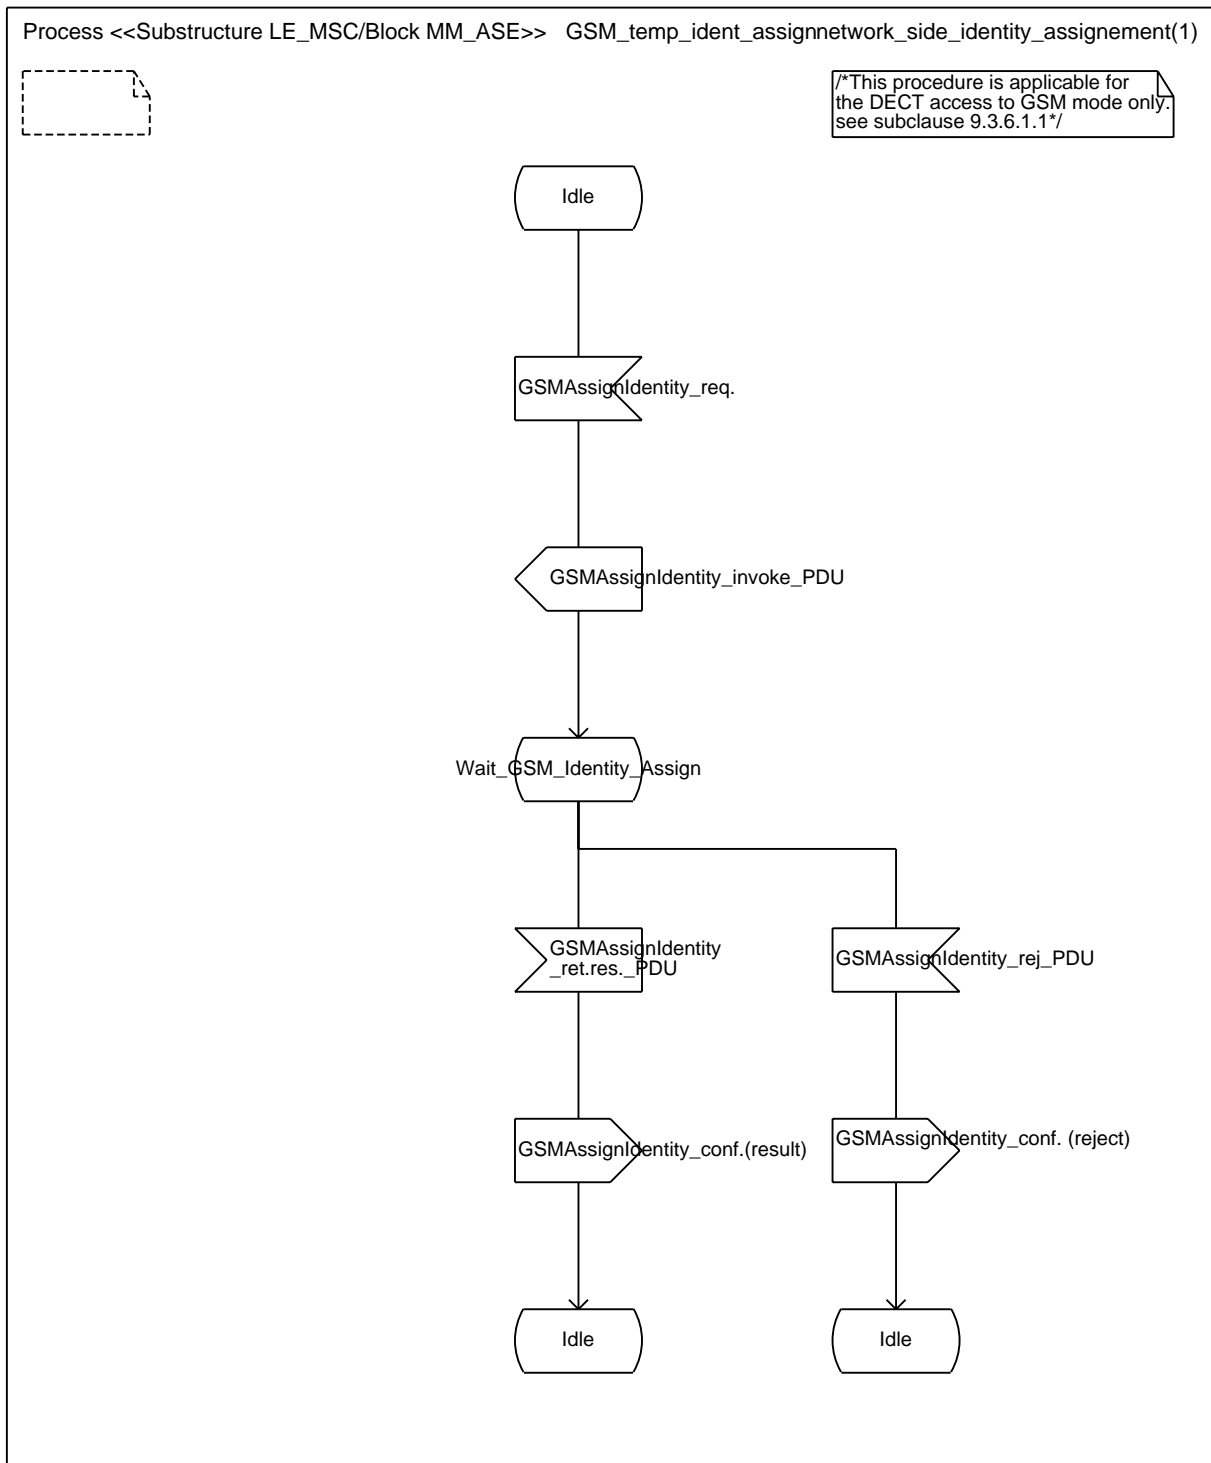 Process <<Substructure LE_MSC/Block MM_ASE>> GSM_temp_ident_assignnetwork_side_identity_assignement(1)
/*This procedure is applicable for
the DECT access to GSM mode only.
see subclause 9.3.6.1.1*/
Idle
GSMAssignIdentity_req.
GSMAssignIdentity_invoke_PDU
Wait_GSM_Identity_Assign
GSMAssignIdentity
_ret.res._PDU
GSMAssignIdentity_rej_PDU
GSMAssignIdentity_conf.(result)
GSMAssignIdentity_conf. (reject)
Idle
Idle